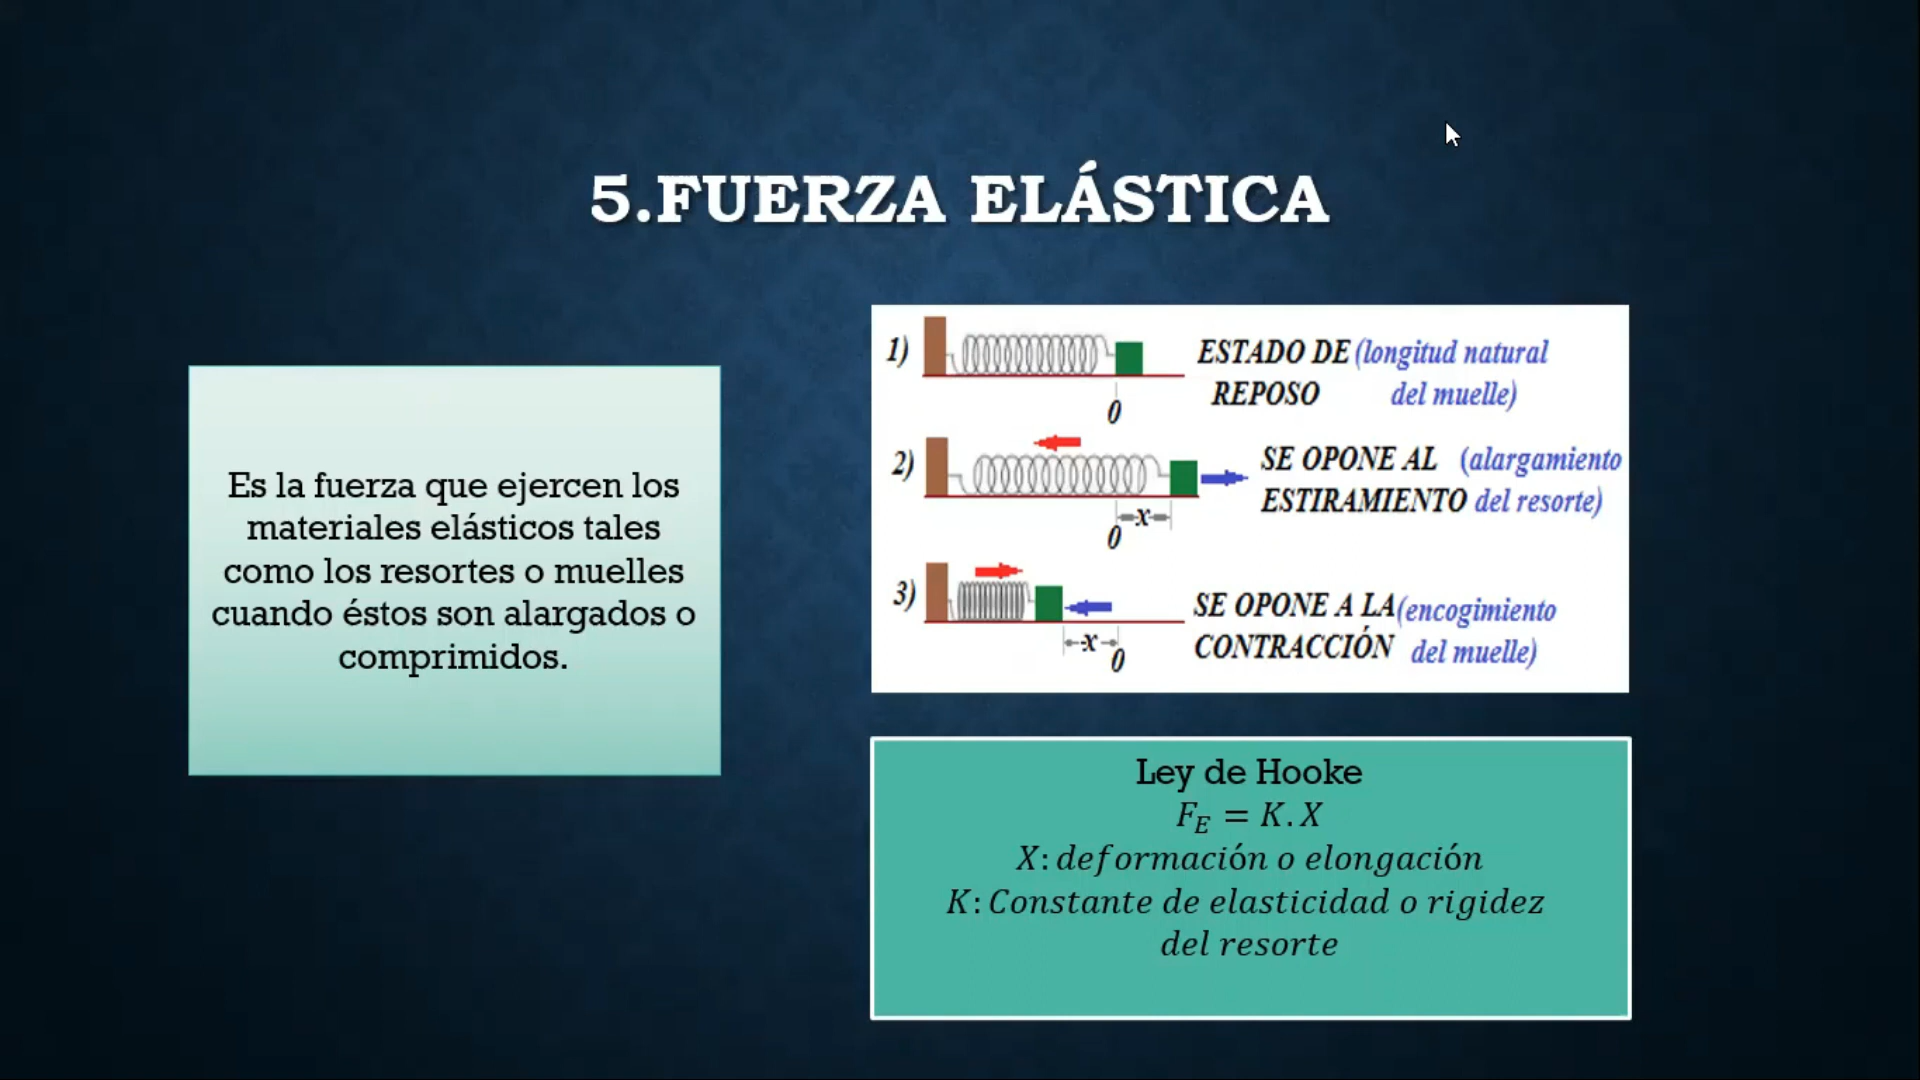 5.FUERZA ELÁSTICA
Es la fuerza que ejercen los
materiales elásticos tales
como los resortes o muelles
cuando éstos son alargados o
comprimidos.
1) ESTADO DE (longitud natural
REPOSO del muelle)
0
2) SE OPONE AL (alargamiento
ESTIRAMIENTO del resorte)
x
0
3) SE OPONE A LA (encogimiento
CONTRACCIÓN del muelle)
x
0
Ley de Hooke
F_E = K.X
X: deformación o elongación
K: Constante de elasticidad o rigidez
del resorte